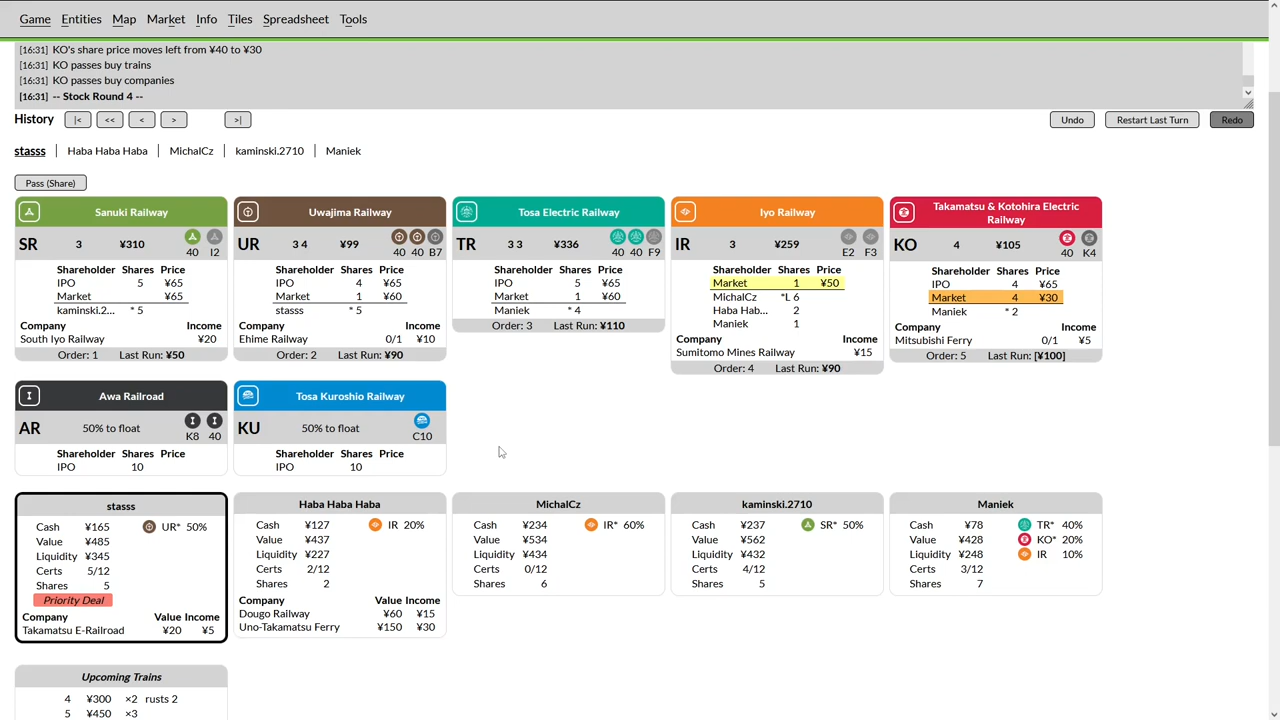 Game Entities Map Market Info Tiles Spreadsheet Tools
[16:31] KO's share price moves left from ¥40 to ¥30
[16:31] KO passes buy trains
[16:31] KO passes buy companies
[16:31] -- Stock Round 4 --
History |< << < > >| Undo Restart Last Turn Redo
stasss Haba Haba Haba MichalCz kaminski.2710 Maniek
Pass (Share)
Sanuki Railway
SR 3 ¥310 40 I2
Shareholder Shares Price
IPO 5 ¥65
Market ¥65
kaminski.2... * 5
Company Income
South Iyo Railway ¥20
Order: 1 Last Run: ¥50
Uwajima Railway
UR 3 4 ¥99 40 40 B7
Shareholder Shares Price
IPO 4 ¥65
Market 1 ¥60
stasss * 5
Company Income
Ehime Railway 0/1 ¥10
Order: 2 Last Run: ¥90
Tosa Electric Railway
TR 3 3 ¥336 40 40 F9
Shareholder Shares Price
IPO 5 ¥65
Market 1 ¥60
Maniek * 4
Order: 3 Last Run: ¥110
Iyo Railway
IR 3 ¥259 E2 F3
Shareholder Shares Price
Market 1 ¥50
MichalCz *L 6
Haba Hab... 2
Maniek 1
Company Income
Sumitomo Mines Railway ¥15
Order: 4 Last Run: ¥90
Takamatsu & Kotohira Electric
Railway
KO 4 ¥105 40 K4
Shareholder Shares Price
IPO 4 ¥65
Market 4 ¥30
Maniek * 2
Company Income
Mitsubishi Ferry 0/1 ¥5
Order: 5 Last Run: [¥100]
Awa Railroad
AR 50% to float K8 40
Shareholder Shares Price
IPO 10
Tosa Kuroshio Railway
KU 50% to float C10
Shareholder Shares Price
IPO 10
stasss
Cash ¥165 UR* 50%
Value ¥485
Liquidity ¥345
Certs 5/12
Shares 5
Priority Deal
Company Value Income
Takamatsu E-Railroad ¥20 ¥5
Haba Haba Haba
Cash ¥127 IR 20%
Value ¥437
Liquidity ¥227
Certs 2/12
Shares 2
Company Value Income
Dougo Railway ¥60 ¥15
Uno-Takamatsu Ferry ¥150 ¥30
MichalCz
Cash ¥234 IR* 60%
Value ¥534
Liquidity ¥434
Certs 0/12
Shares 6
kaminski.2710
Cash ¥237 SR* 50%
Value ¥562
Liquidity ¥432
Certs 4/12
Shares 5
Maniek
Cash ¥78 TR* 40%
Value ¥428 KO* 20%
Liquidity ¥248 IR 10%
Certs 3/12
Shares 7
Upcoming Trains
4 ¥300 ×2 rusts 2
5 ¥450 ×3